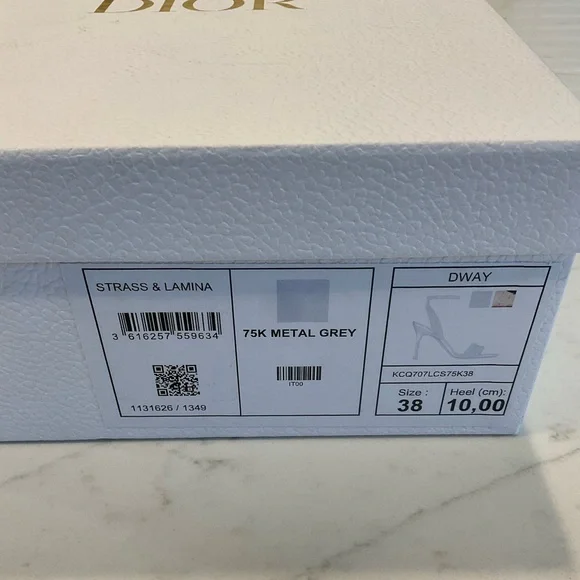 DIOR
STRASS & LAMINA
3 616257 559634
1131626 / 1349
75K METAL GREY
IT00
DWAY
KCQ707LCS75K38
Size :
38
Heel (cm):
10,00